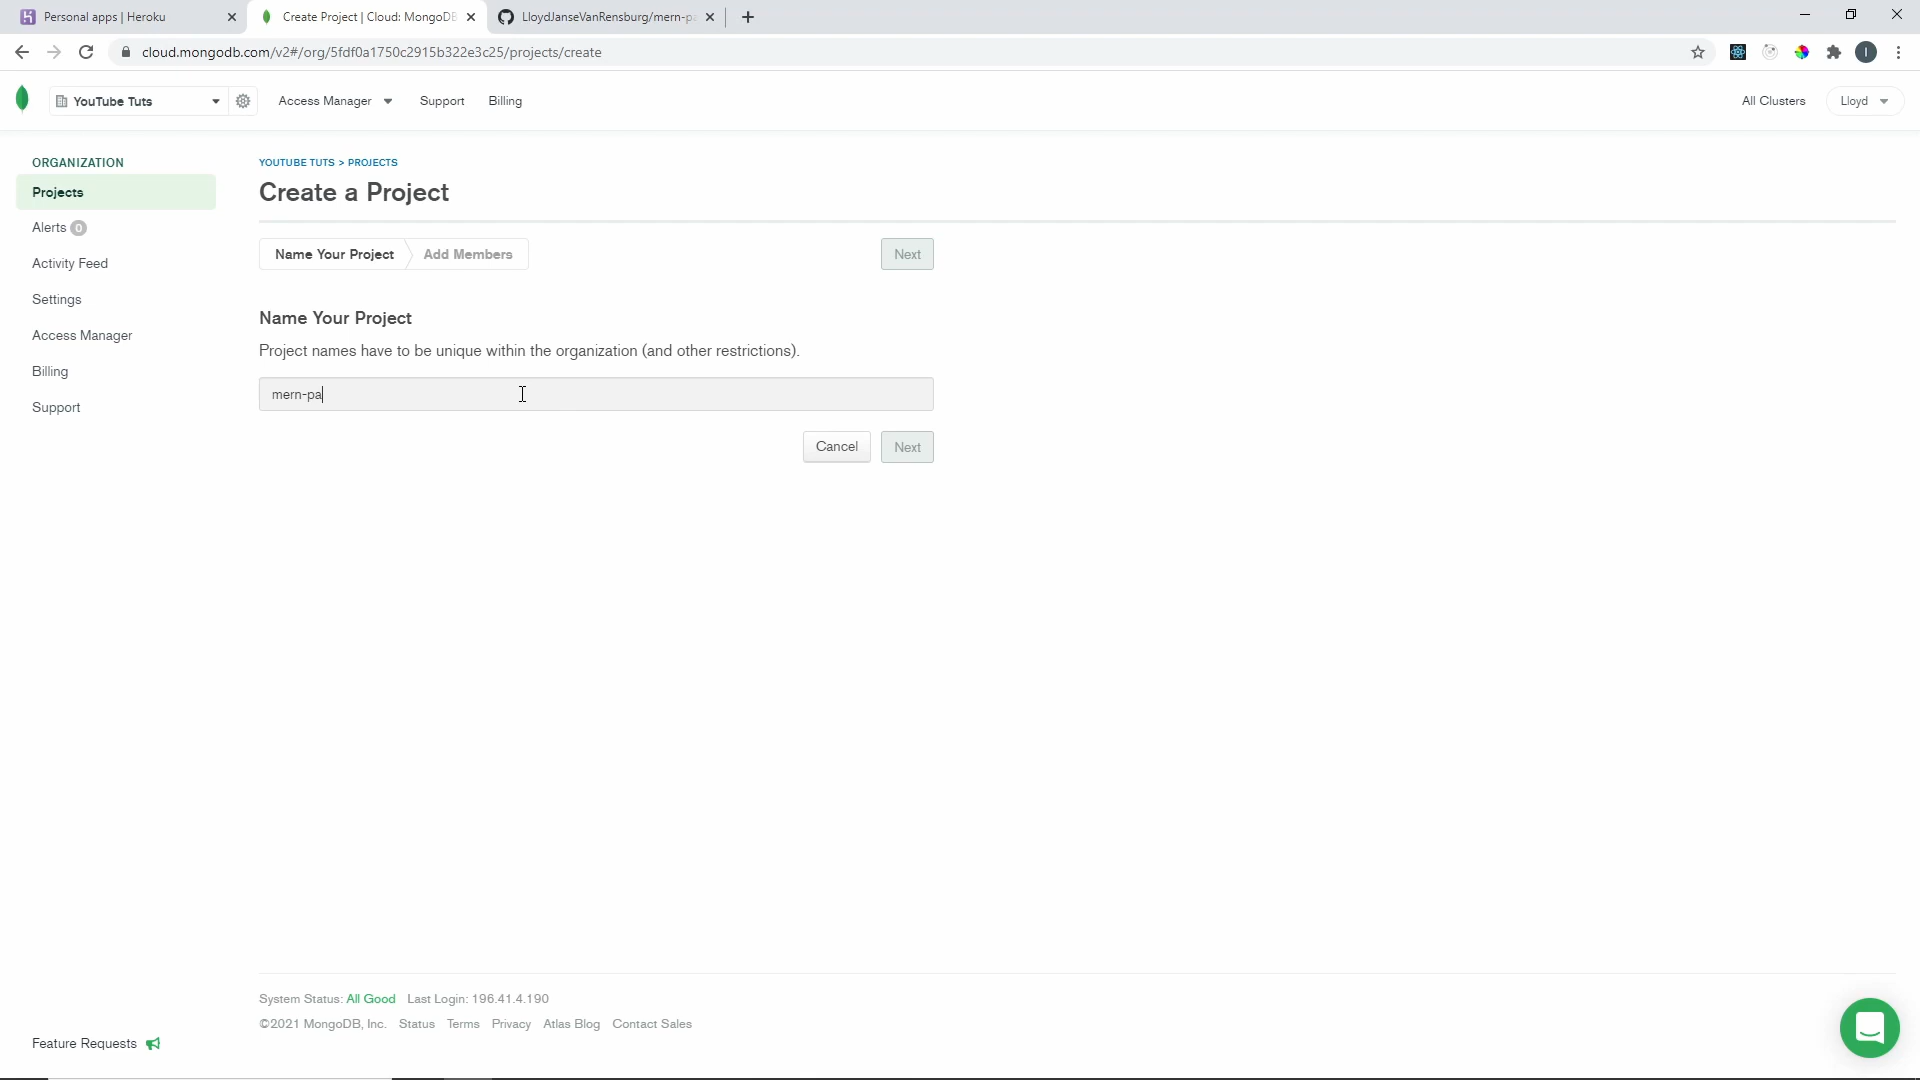 Personal apps | Heroku
Create Project | Cloud: MongoDB
LloydJanseVanRensburg/mern-pa
cloud.mongodb.com/v2#/org/5fdf0a1750c2915b322e3c25/projects/create
YouTube Tuts
Access Manager
Support
Billing
All Clusters
Lloyd
ORGANIZATION
Projects
Alerts 0
Activity Feed
Settings
Access Manager
Billing
Support
YOUTUBE TUTS > PROJECTS
Create a Project
Name Your Project
Add Members
Next
Name Your Project
Project names have to be unique within the organization (and other restrictions).
mern-pa
Cancel
Next
System Status: All Good Last Login: 196.41.4.190
©2021 MongoDB, Inc. Status Terms Privacy Atlas Blog Contact Sales
Feature Requests